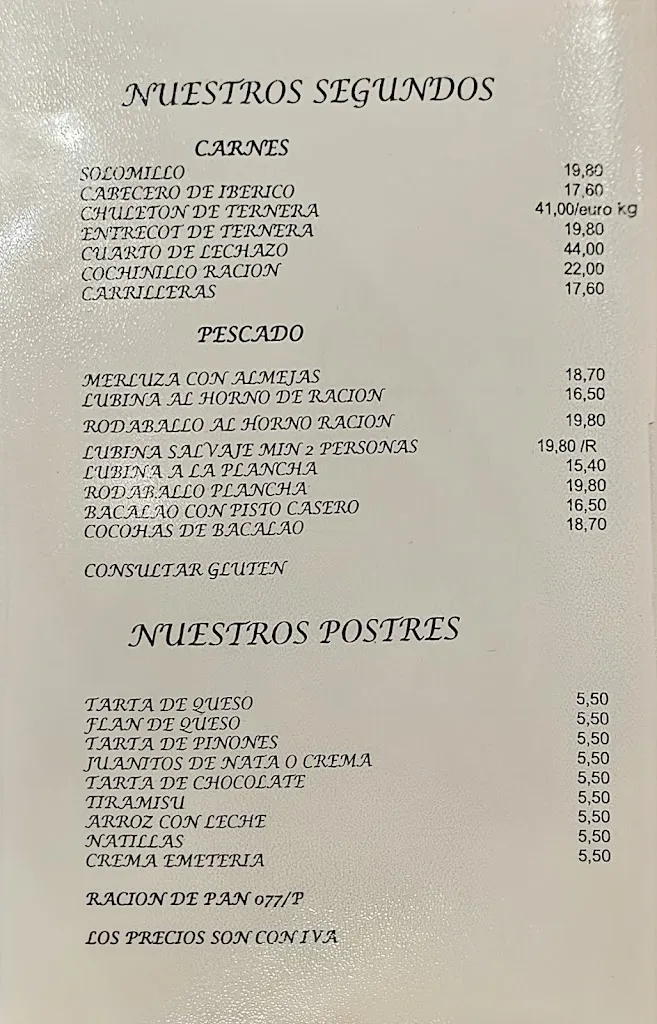 NUESTROS SEGUNDOS
CARNES
SOLOMILLO 19,80
CABECERO DE IBERICO 17,60
CHULETON DE TERNERA 41,00/euro kg
ENTRECOT DE TERNERA 19,80
CUARTO DE LECHAZO 44,00
COCHINILLO RACION 22,00
CARRILLERAS 17,60
PESCADO
MERLUZA CON ALMEJAS 18,70
LUBINA AL HORNO DE RACION 16,50
RODABALLO AL HORNO RACION 19,80
LUBINA SALVAJE MIN 2 PERSONAS 19,80 /R
LUBINA A LA PLANCHA 15,40
RODABALLO PLANCHA 19,80
BACALAO CON PISTO CASERO 16,50
COCOHAS DE BACALAO 18,70
CONSULTAR GLUTEN
NUESTROS POSTRES
TARTA DE QUESO 5,50
FLAN DE QUESO 5,50
TARTA DE PINONES 5,50
JUANITOS DE NATA O CREMA 5,50
TARTA DE CHOCOLATE 5,50
TIRAMISU 5,50
ARROZ CON LECHE 5,50
NATILLAS 5,50
CREMA EMETERIA 5,50
RACION DE PAN 077/P
LOS PRECIOS SON CON IVA